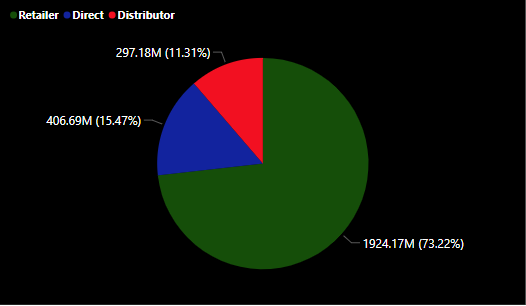 Retailer Direct Distributor
297.18M (11.31%)
406.69M (15.47%)
1924.17M (73.22%)